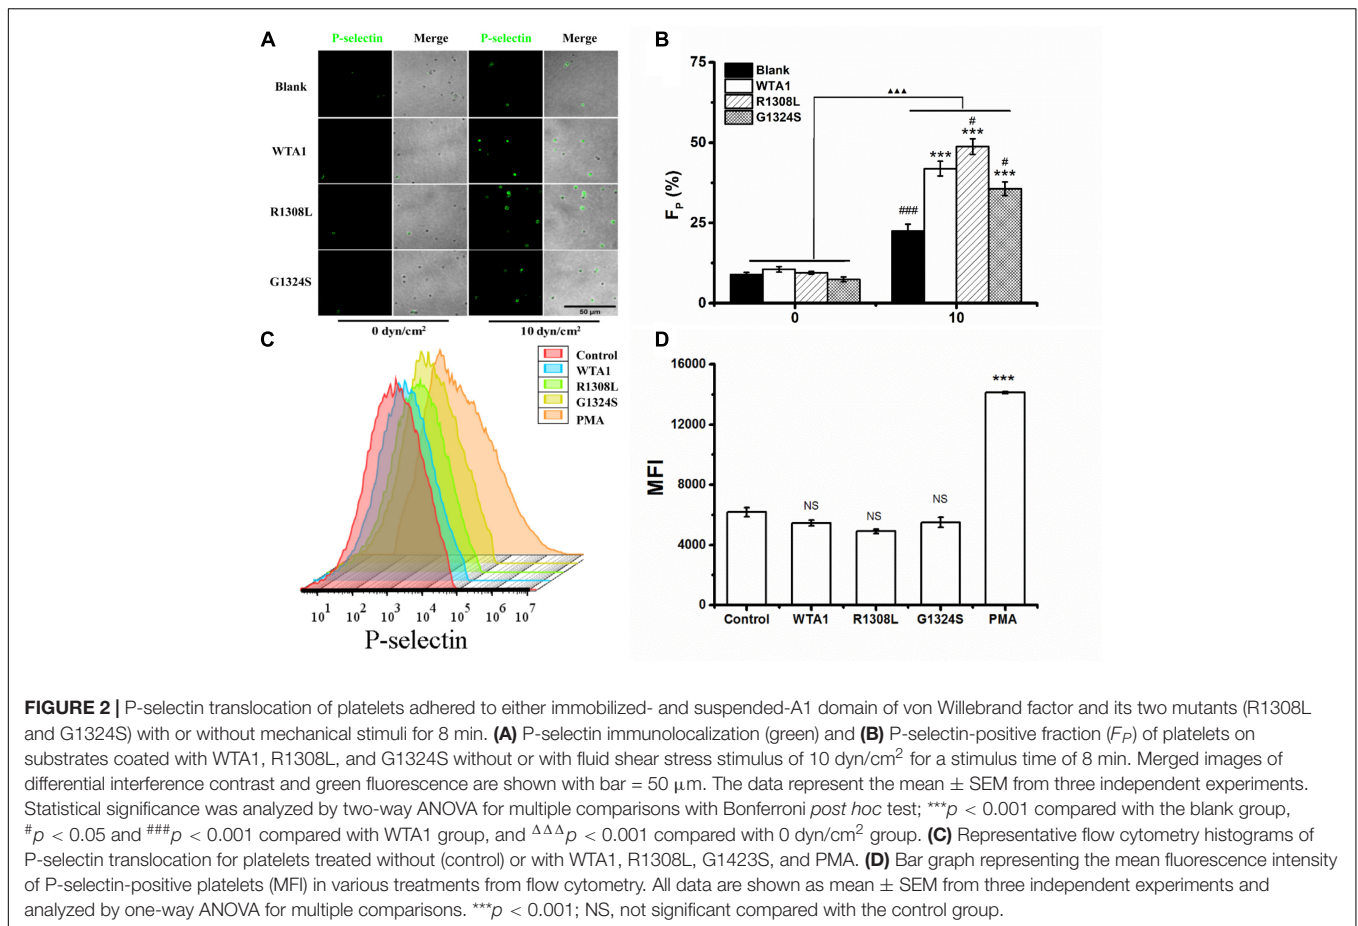 A
P-selectin Merge P-selectin Merge
Blank
WTA1
R1308L
G1324S
50 μm
0 dyn/cm² 10 dyn/cm²
B
75
50
25
0
F_P (%)
Blank
WTA1
R1308L
G1324S
▲▲▲
###
***
#
***
#
***
0 10
C
Control
WTA1
R1308L
G1324S
PMA
10¹ 10² 10³ 10⁴ 10⁵ 10⁶ 10⁷
P-selectin
D
16000
12000
8000
4000
0
MFI
NS
NS
NS
***
Control WTA1 R1308L G1324S PMA
FIGURE 2 | P-selectin translocation of platelets adhered to either immobilized- and suspended-A1 domain of von Willebrand factor and its two mutants (R1308L
and G1324S) with or without mechanical stimuli for 8 min. (A) P-selectin immunolocalization (green) and (B) P-selectin-positive fraction (F_P) of platelets on
substrates coated with WTA1, R1308L, and G1324S without or with fluid shear stress stimulus of 10 dyn/cm² for a stimulus time of 8 min. Merged images of
differential interference contrast and green fluorescence are shown with bar = 50 μm. The data represent the mean ± SEM from three independent experiments.
Statistical significance was analyzed by two-way ANOVA for multiple comparisons with Bonferroni post hoc test; ***p < 0.001 compared with the blank group,
#p < 0.05 and ###p < 0.001 compared with WTA1 group, and ΔΔΔp < 0.001 compared with 0 dyn/cm² group. (C) Representative flow cytometry histograms of
P-selectin translocation for platelets treated without (control) or with WTA1, R1308L, G1423S, and PMA. (D) Bar graph representing the mean fluorescence intensity
of P-selectin-positive platelets (MFI) in various treatments from flow cytometry. All data are shown as mean ± SEM from three independent experiments and
analyzed by one-way ANOVA for multiple comparisons. ***p < 0.001; NS, not significant compared with the control group.